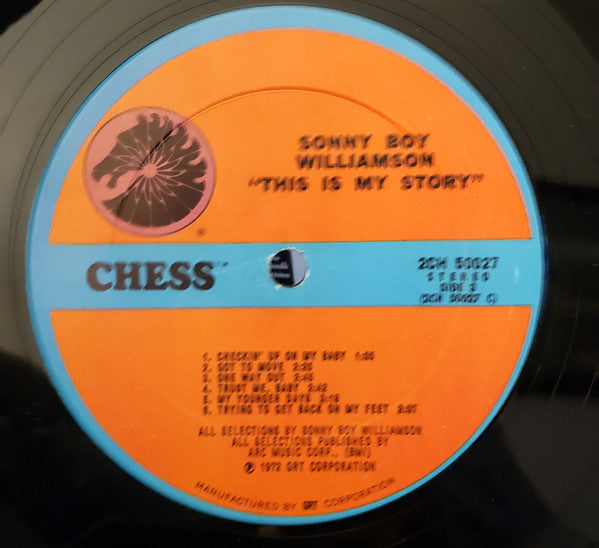 SONNY BOY
WILLIAMSON
"THIS IS MY STORY"
®
CHESS™
2CH 50027
STEREO
SIDE 3
(2CH 50027 C)
1. CHECKIN' UP ON MY BABY
2. GOT TO MOVE
3. ONE WAY OUT
4. TRUST ME, BABY
5. MY YOUNGER DAYS
6. TRYING TO GET BACK ON MY FEET
ALL SELECTIONS BY SONNY BOY WILLIAMSON
ALL SELECTIONS PUBLISHED BY
ARC MUSIC CORP., (BMI)
℗ 1972 GRT CORPORATION
MANUFACTURED BY GRT CORPORATION